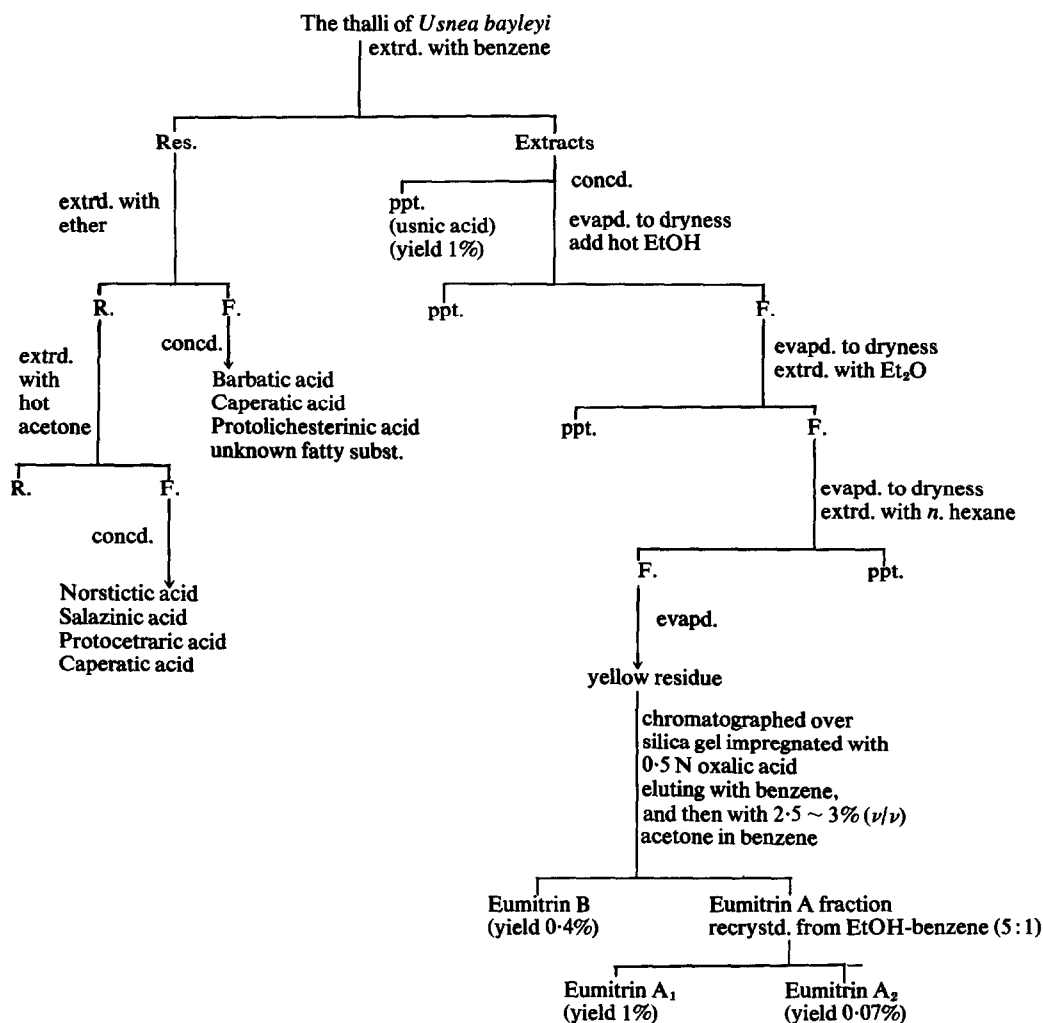 The thalli of Usnea bayleyi
extrd. with benzene
Res.
Extracts
extrd. with
ether
ppt.
(usnic acid)
(yield 1%)
concd.
evapd. to dryness
add hot EtOH
R.
F.
ppt.
F.
extrd.
with
hot
acetone
concd.
Barbatic acid
Caperatic acid
Protolichesterinic acid
unknown fatty subst.
evapd. to dryness
extrd. with Et₂O
ppt.
F.
R.
F.
evapd. to dryness
extrd. with n. hexane
concd.
Norstictic acid
Salazinic acid
Protocetraric acid
Caperatic acid
F.
ppt.
evapd.
yellow residue
chromatographed over
silica gel impregnated with
0·5 N oxalic acid
eluting with benzene,
and then with 2·5 ~ 3% (ν/ν)
acetone in benzene
Eumitrin B
(yield 0·4%)
Eumitrin A fraction
recrystd. from EtOH-benzene (5:1)
Eumitrin A₁
(yield 1%)
Eumitrin A₂
(yield 0·07%)